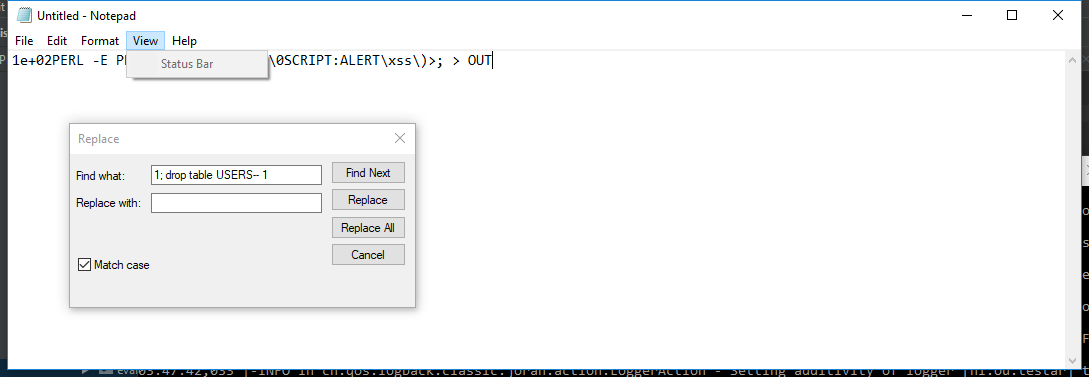 Untitled - Notepad
File Edit Format View Help
1e+02PERL -E P \0SCRIPT:ALERT\xss\)>; > OUT
Status Bar
Replace
Find what: 1; drop table USERS-- 1 Find Next
Replace with: Replace
Replace All
Cancel
Match case
eval03:47:42,033 |-INFO in ch.qos.logback.classic.joran.action.LoggerAction - Setting additivity of logger [nl.ou.testar]